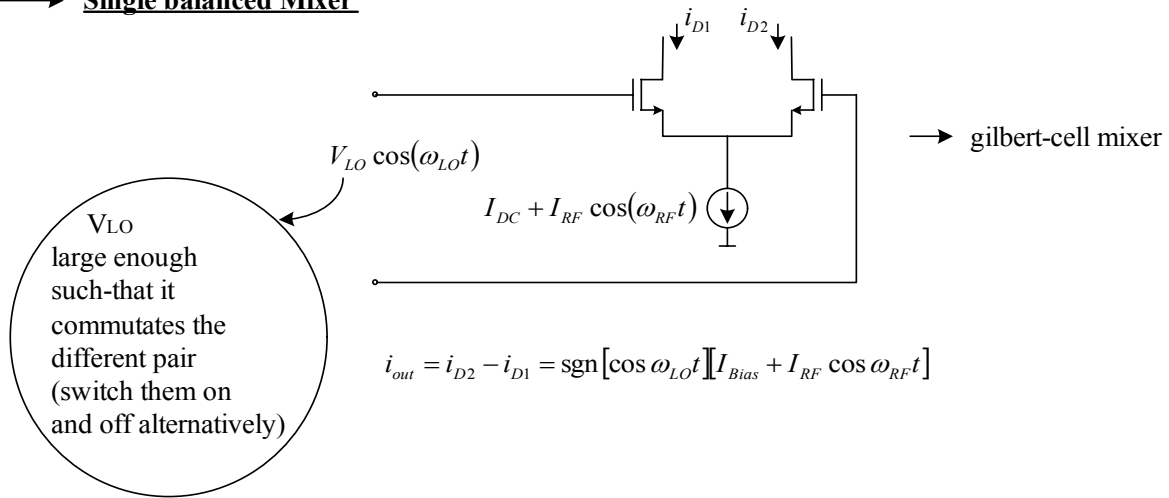 Single balanced Mixer
i_{D1} i_{D2}
gilbert-cell mixer
V_{LO} cos(ω_{LO}t)
I_{DC} + I_{RF} cos(ω_{RF}t)
V_{LO}
large enough
such-that it
commutates the
different pair
(switch them on
and off alternatively)
i_{out} = i_{D2} − i_{D1} = sgn[cos ω_{LO}t][I_{Bias} + I_{RF} cos ω_{RF}t]